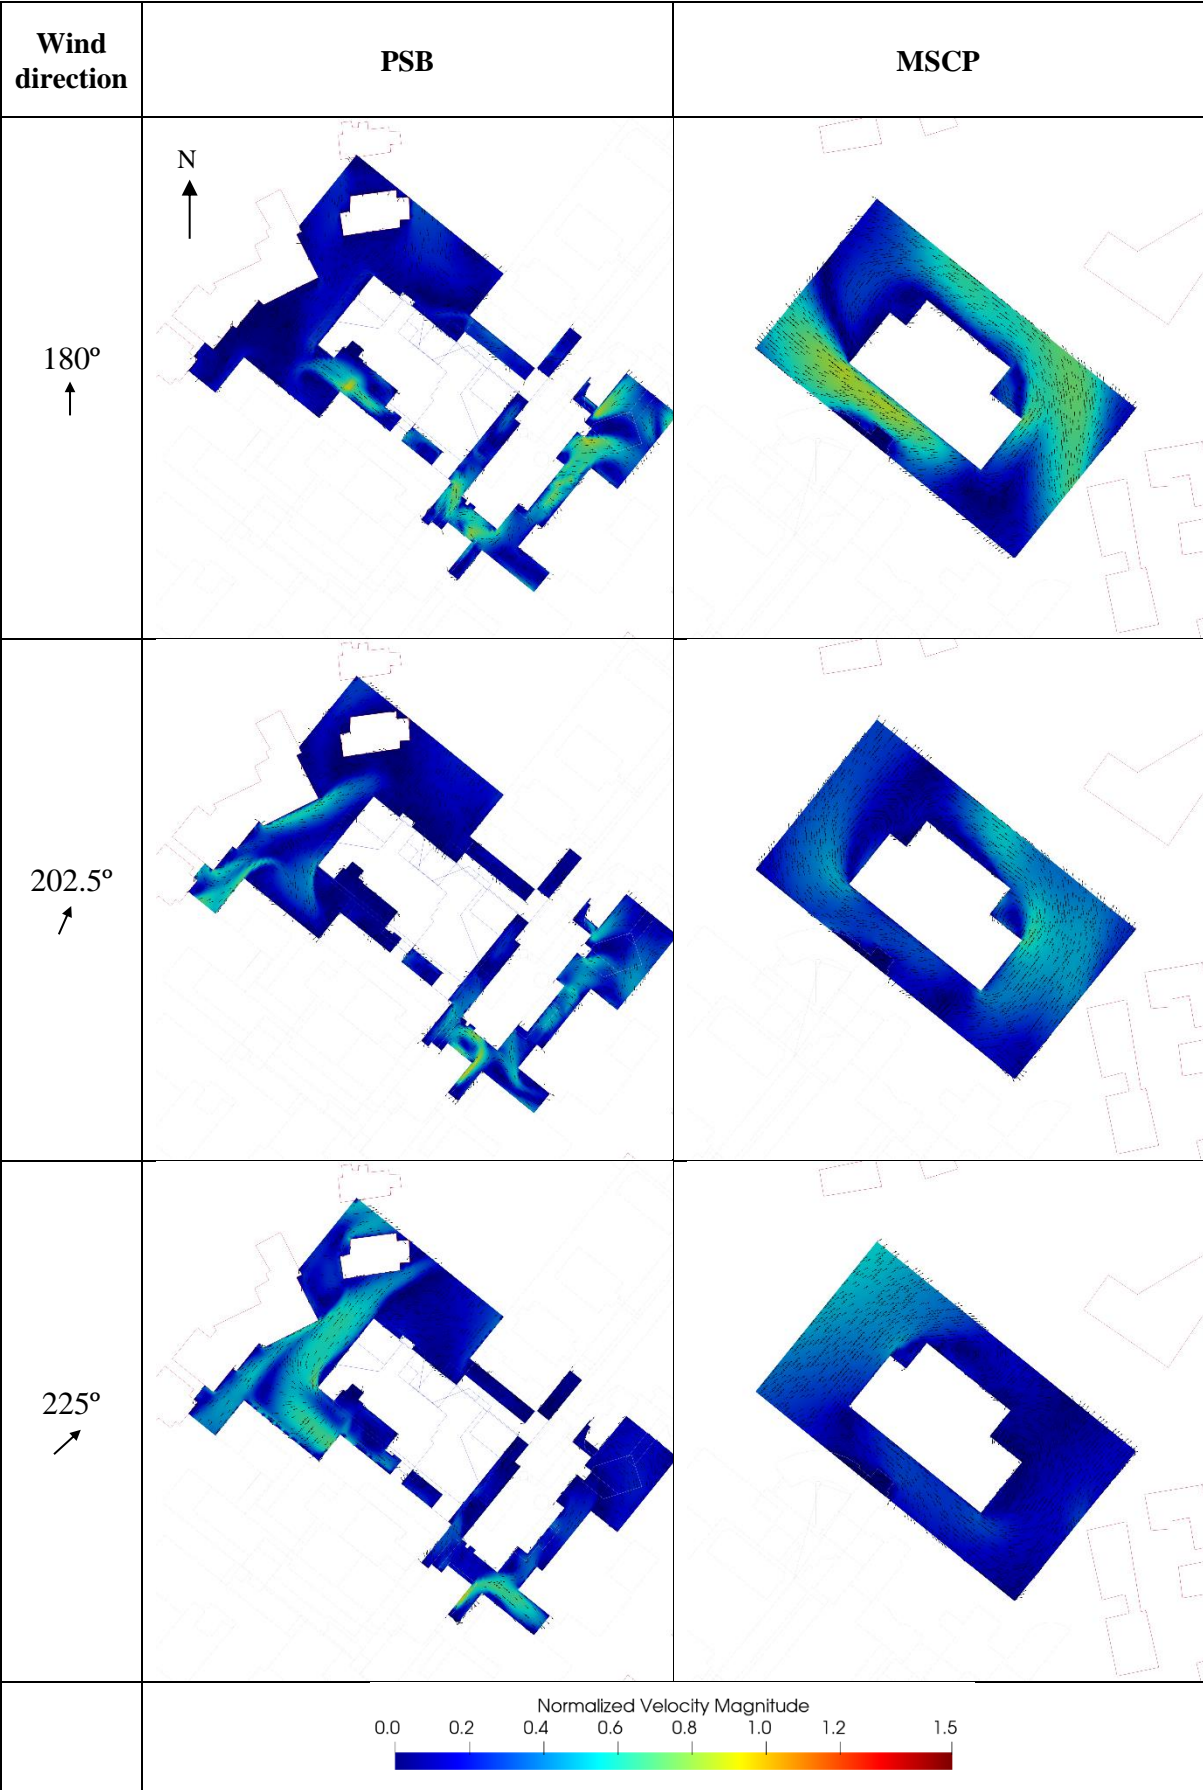 Wind
direction
PSB
MSCP
N
180º
202.5º
225º
Normalized Velocity Magnitude
0.0 0.2 0.4 0.6 0.8 1.0 1.2 1.5